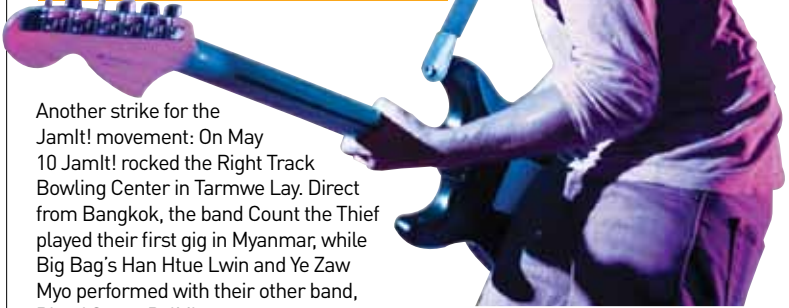 Another strike for the
JamIt! movement: On May
10 JamIt! rocked the Right Track
Bowling Center in Tarmwe Lay. Direct
from Bangkok, the band Count the Thief
played their first gig in Myanmar, while
Big Bag's Han Htue Lwin and Ye Zaw
Myo performed with their other band,